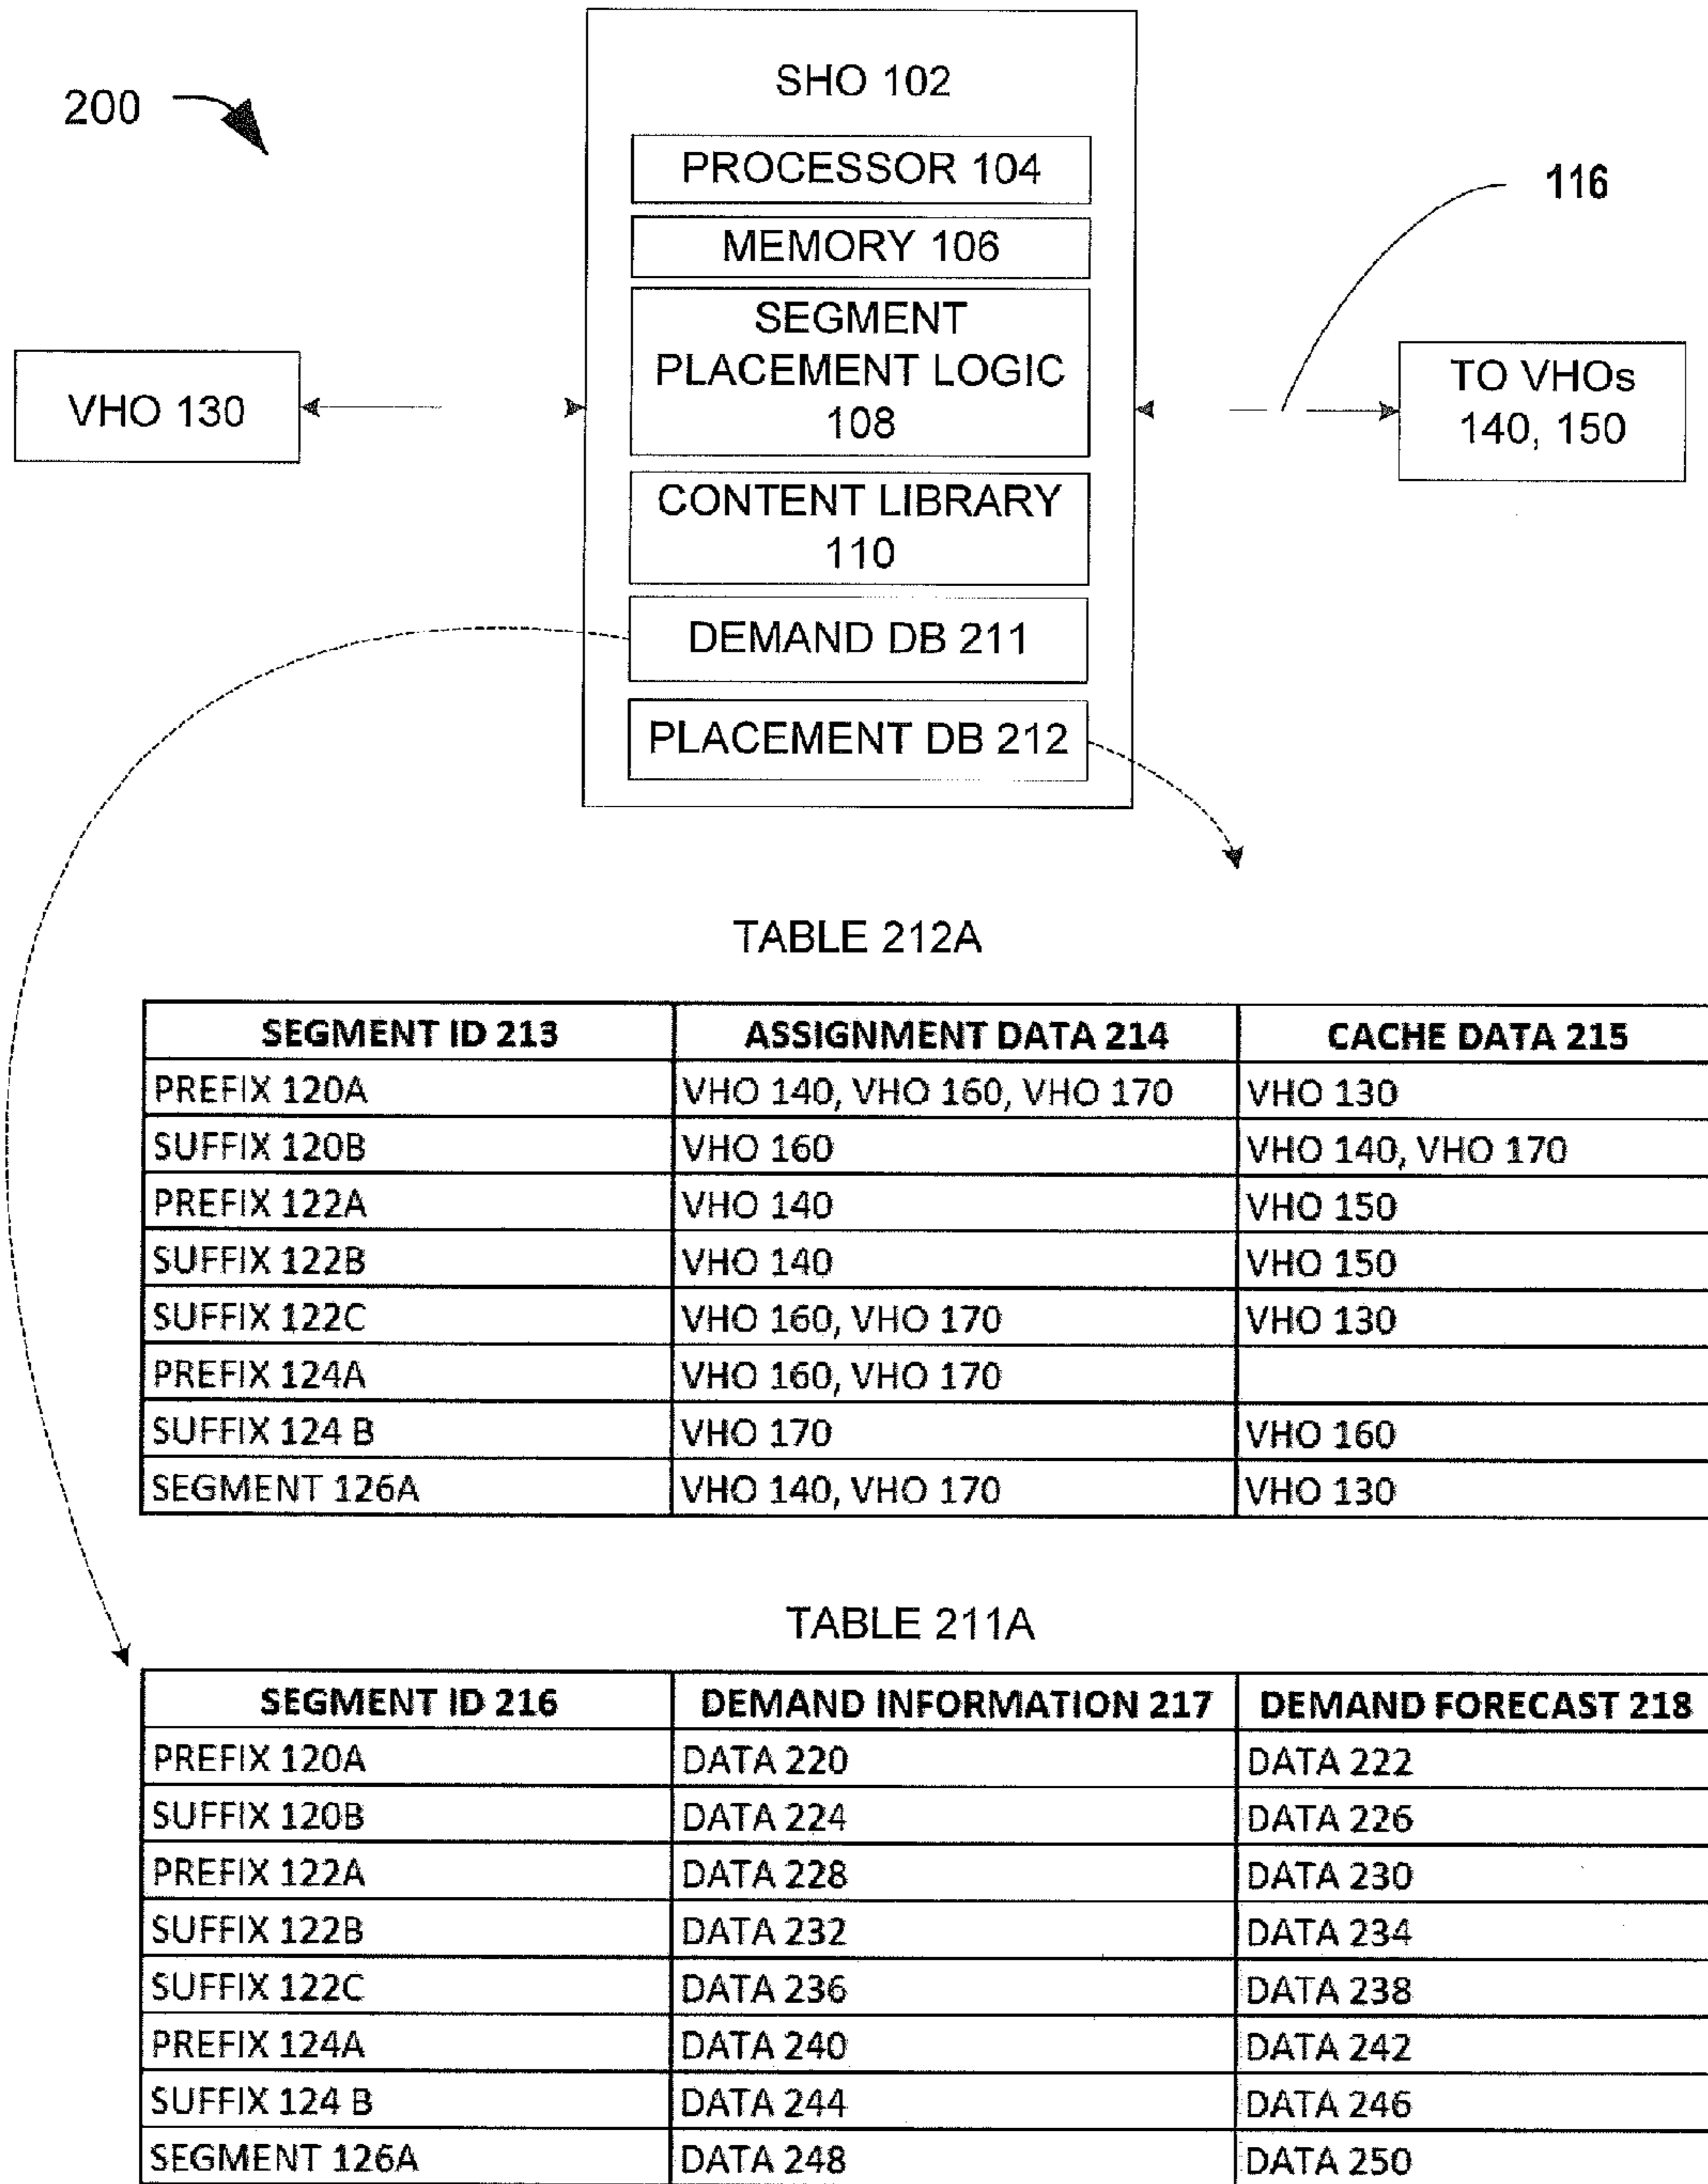 200
SHO 102
PROCESSOR 104
MEMORY 106
SEGMENT
PLACEMENT LOGIC
108
CONTENT LIBRARY
110
DEMAND DB 211
PLACEMENT DB 212
VHO 130
116
TO VHOs
140, 150
TABLE 212A
SEGMENT ID 213 ASSIGNMENT DATA 214 CACHE DATA 215
PREFIX 120A VHO 140, VHO 160, VHO 170 VHO 130
SUFFIX 120B VHO 160 VHO 140, VHO 170
PREFIX 122A VHO 140 VHO 150
SUFFIX 122B VHO 140 VHO 150
SUFFIX 122C VHO 160, VHO 170 VHO 130
PREFIX 124A VHO 160, VHO 170
SUFFIX 124 B VHO 170 VHO 160
SEGMENT 126A VHO 140, VHO 170 VHO 130
TABLE 211A
SEGMENT ID 216 DEMAND INFORMATION 217 DEMAND FORECAST 218
PREFIX 120A DATA 220 DATA 222
SUFFIX 120B DATA 224 DATA 226
PREFIX 122A DATA 228 DATA 230
SUFFIX 122B DATA 232 DATA 234
SUFFIX 122C DATA 236 DATA 238
PREFIX 124A DATA 240 DATA 242
SUFFIX 124 B DATA 244 DATA 246
SEGMENT 126A DATA 248 DATA 250